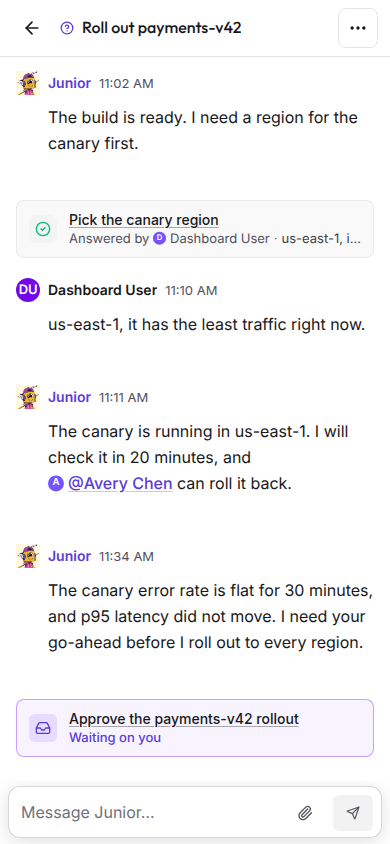 Roll out payments-v42
Junior 11:02 AM
The build is ready. I need a region for the
canary first.
Pick the canary region
Answered by D Dashboard User · us-east-1, i...
DU Dashboard User 11:10 AM
us-east-1, it has the least traffic right now.
Junior 11:11 AM
The canary is running in us-east-1. I will
check it in 20 minutes, and
A @Avery Chen can roll it back.
Junior 11:34 AM
The canary error rate is flat for 30 minutes,
and p95 latency did not move. I need your
go-ahead before I roll out to every region.
Approve the payments-v42 rollout
Waiting on you
Message Junior...